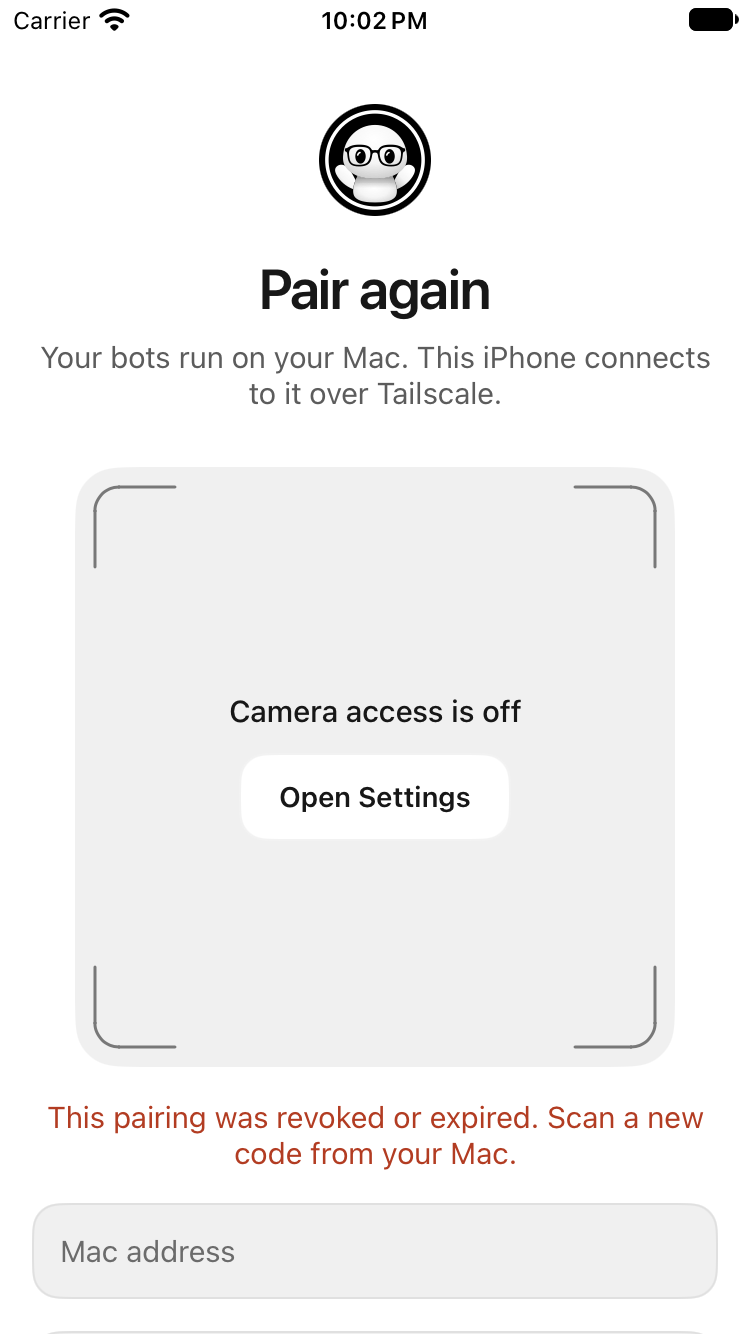 Carrier
10:02 PM
Pair again
Your bots run on your Mac. This iPhone connects
to it over Tailscale.
Camera access is off
Open Settings
This pairing was revoked or expired. Scan a new
code from your Mac.
Mac address